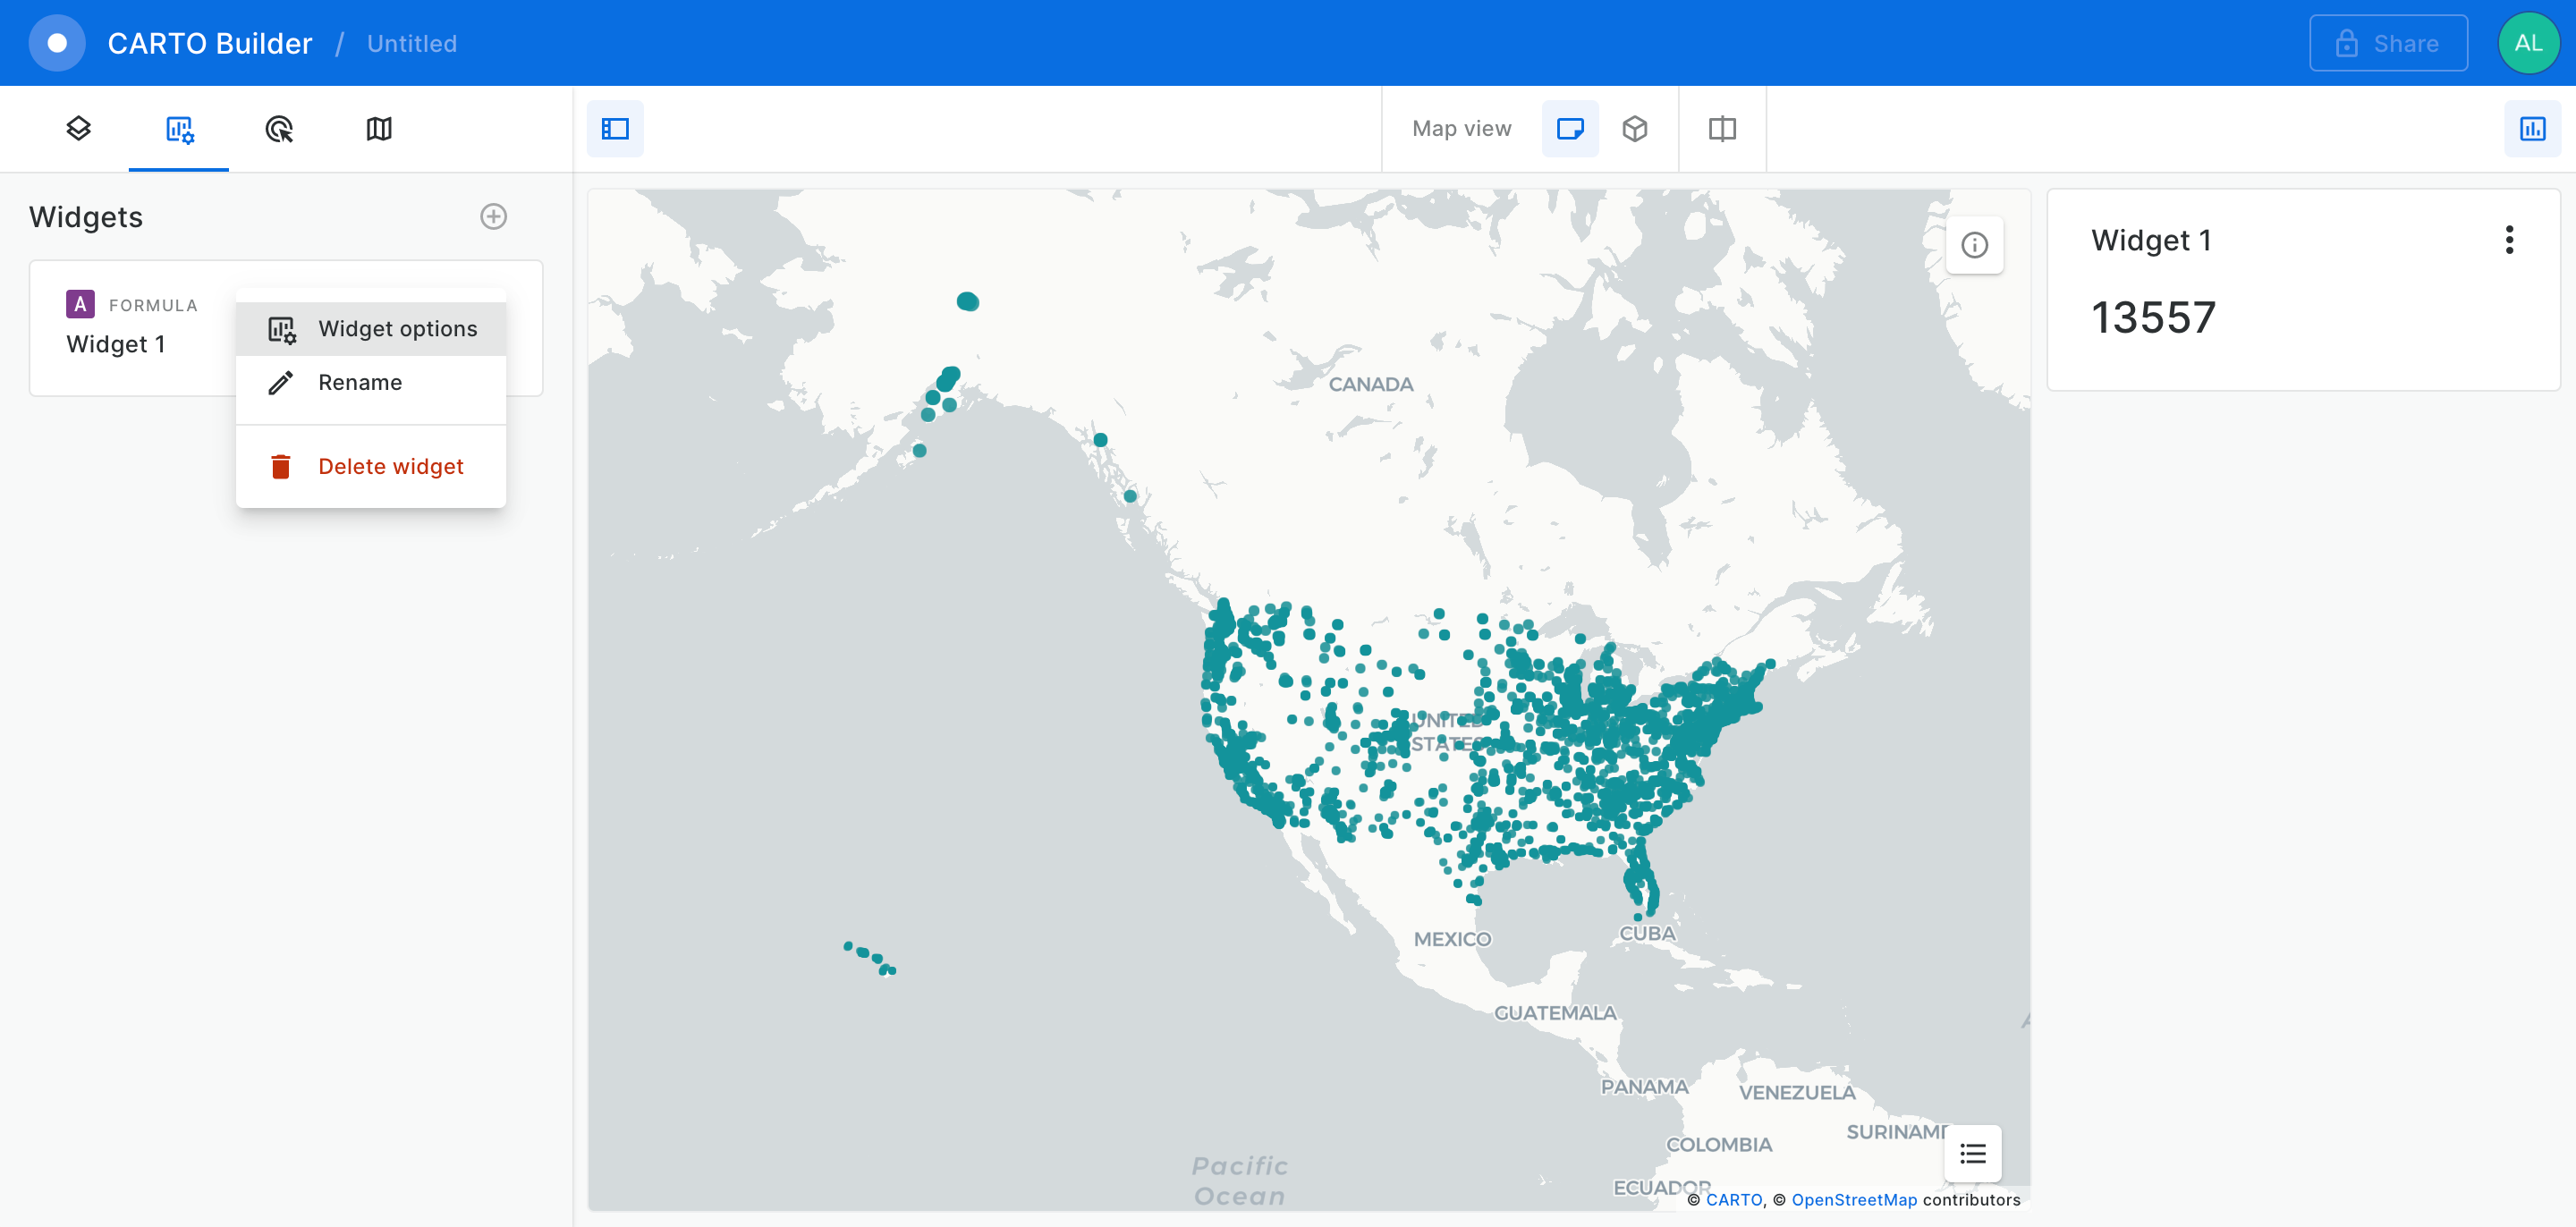 CARTO Builder / Untitled
Share
AL
Map view
Widgets
A FORMULA
Widget 1
Widget options
Rename
Delete widget
Widget 1
13557
CANADA
UNITED
STATES
MEXICO
CUBA
GUATEMALA
PANAMA
VENEZUELA
COLOMBIA
SURINAME
ECUADOR
Pacific
Ocean
© CARTO, © OpenStreetMap contributors